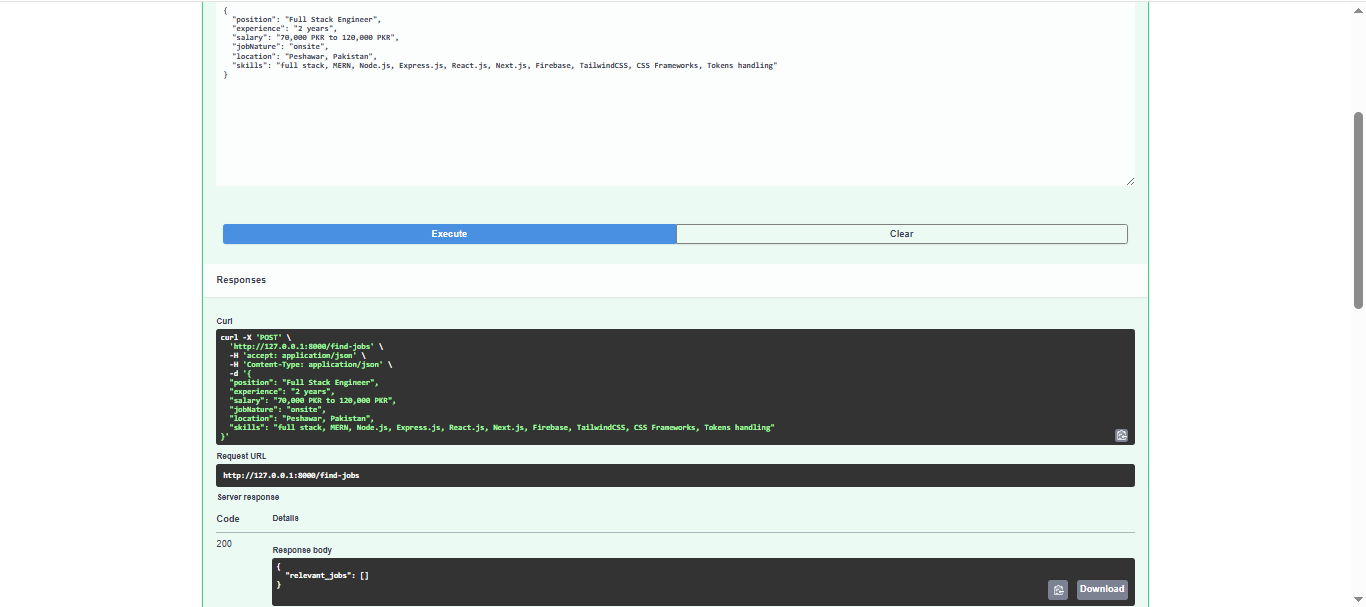 {
"position": "Full Stack Engineer",
"experience": "2 years",
"salary": "70,000 PKR to 120,000 PKR",
"jobNature": "onsite",
"location": "Peshawar, Pakistan",
"skills": "full stack, MERN, Node.js, Express.js, React.js, Next.js, Firebase, TailwindCSS, CSS Frameworks, Tokens handling"
}
Execute
Clear
Responses
Curl
curl -X 'POST' \
'http://127.0.0.1:8000/find-jobs' \
-H 'accept: application/json' \
-H 'Content-Type: application/json' \
-d '{
"position": "Full Stack Engineer",
"experience": "2 years",
"salary": "70,000 PKR to 120,000 PKR",
"jobNature": "onsite",
"location": "Peshawar, Pakistan",
"skills": "full stack, MERN, Node.js, Express.js, React.js, Next.js, Firebase, TailwindCSS, CSS Frameworks, Tokens handling"
}'
Request URL
http://127.0.0.1:8000/find-jobs
Server response
Code Details
200
Response body
{
"relevant_jobs": []
}
Download